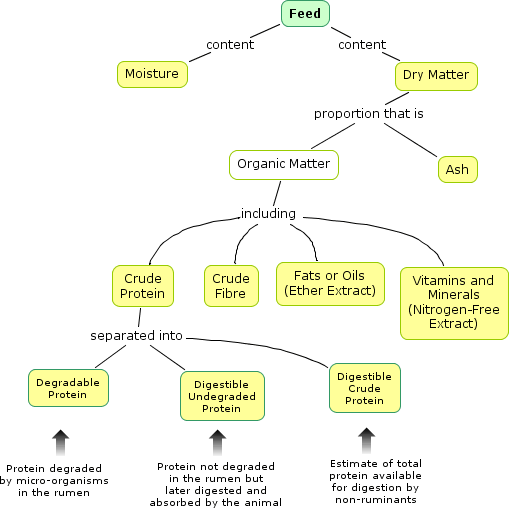 Feed
content
content
Moisture
Dry Matter
proportion that is
Organic Matter
Ash
including
Crude
Protein
Crude
Fibre
Fats or Oils
(Ether Extract)
Vitamins and
Minerals
(Nitrogen-Free
Extract)
separated into
Degradable
Protein
Digestible
Undegraded
Protein
Digestible
Crude
Protein
Protein degraded
by micro-organisms
in the rumen
Protein not degraded
in the rumen but
later digested and
absorbed by the animal
Estimate of total
protein available
for digestion by
non-ruminants